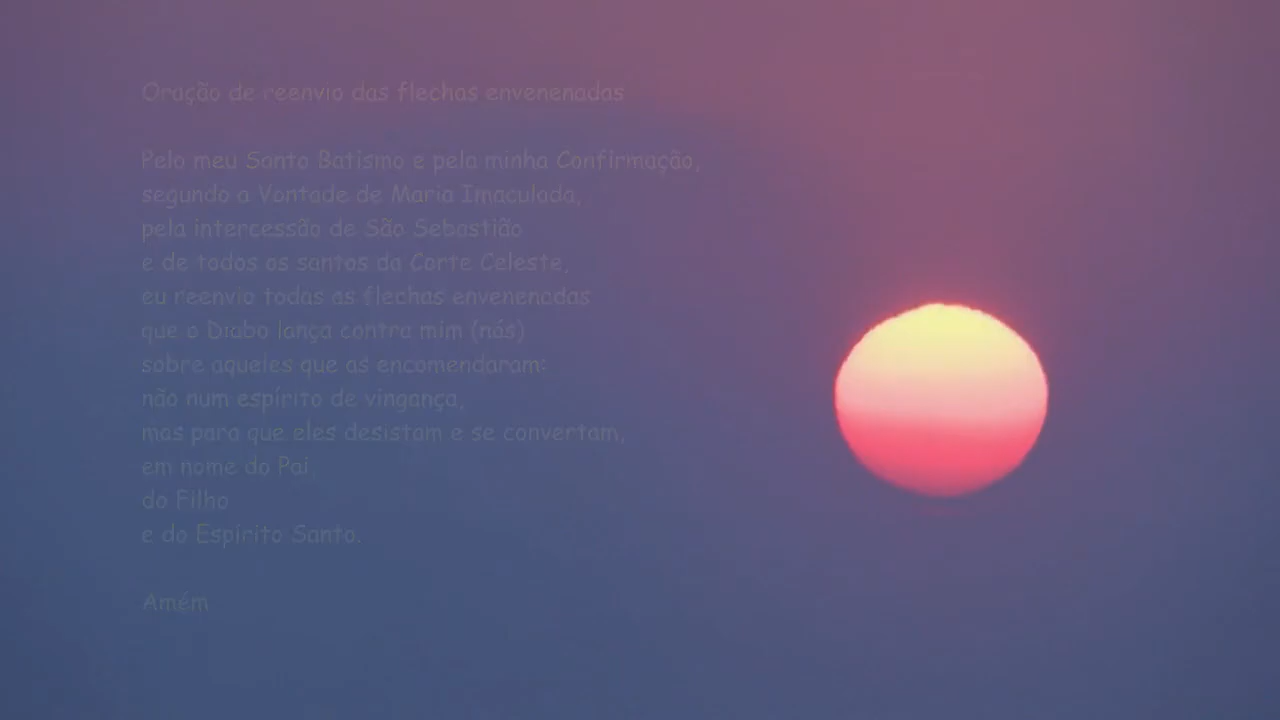 Oração de reenvio das flechas envenenadas
Pelo meu Santo Batismo e pela minha Confirmação,
segundo a Vontade de Maria Imaculada,
pela intercessão de São Sebastião
e de todos os santos da Corte Celeste,
eu reenvio todas as flechas envenenadas
que o Diabo lança contra mim (nós)
sobre aqueles que as encomendaram:
não num espírito de vingança,
mas para que eles desistam e se convertam,
em nome do Pai,
do Filho
e do Espírito Santo.
Amém